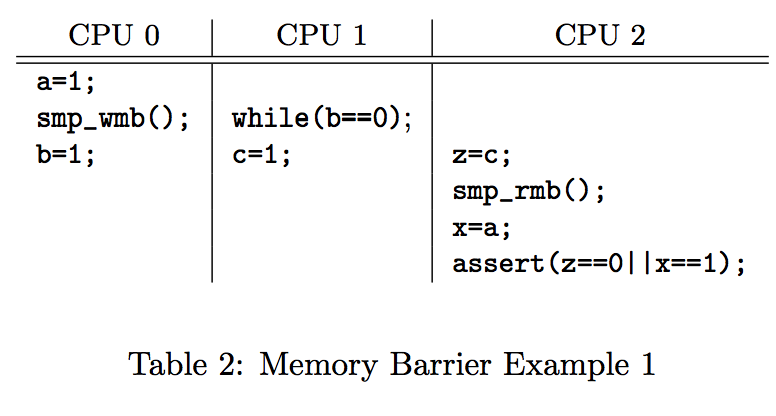 CPU 0 CPU 1 CPU 2
a=1;
smp_wmb(); while(b==0);
b=1; c=1; z=c;
smp_rmb();
x=a;
assert(z==0||x==1);
Table 2: Memory Barrier Example 1